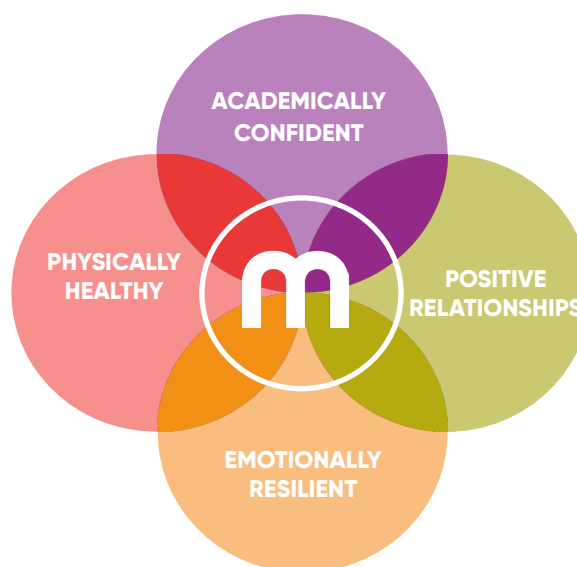 ACADEMICALLY
CONFIDENT
PHYSICALLY
HEALTHY
m
POSITIVE
RELATIONSHIPS
EMOTIONALLY
RESILIENT